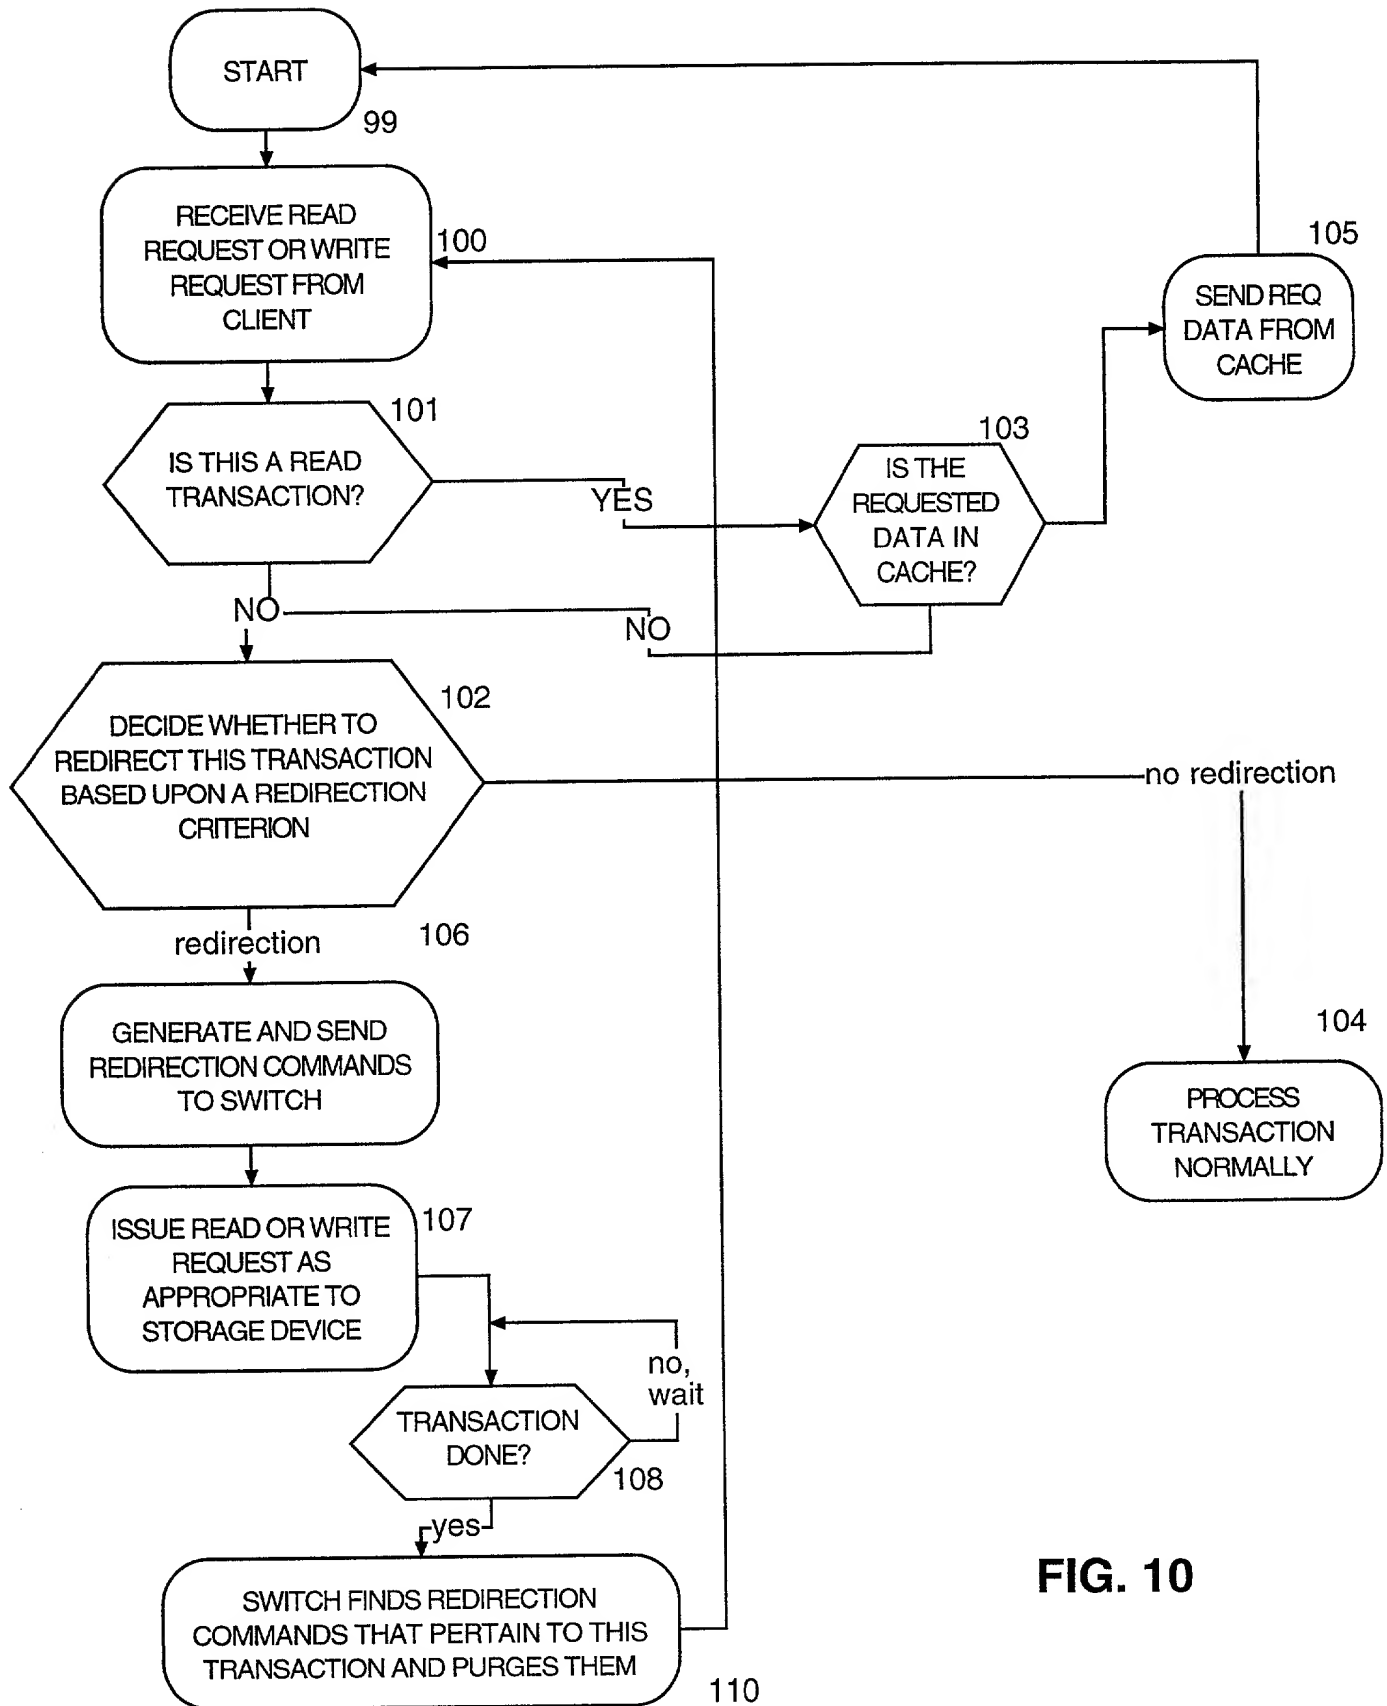 START
99
RECEIVE READ
REQUEST OR WRITE
REQUEST FROM
CLIENT
100
105
SEND REQ
DATA FROM
CACHE
101
IS THIS A READ
TRANSACTION?
YES
103
IS THE
REQUESTED
DATA IN
CACHE?
NO
NO
102
DECIDE WHETHER TO
REDIRECT THIS TRANSACTION
BASED UPON A REDIRECTION
CRITERION
no redirection
redirection
106
GENERATE AND SEND
REDIRECTION COMMANDS
TO SWITCH
104
PROCESS
TRANSACTION
NORMALLY
ISSUE READ OR WRITE
REQUEST AS
APPROPRIATE TO
STORAGE DEVICE
107
no,
wait
TRANSACTION
DONE?
108
yes
SWITCH FINDS REDIRECTION
COMMANDS THAT PERTAIN TO THIS
TRANSACTION AND PURGES THEM
110
FIG. 10